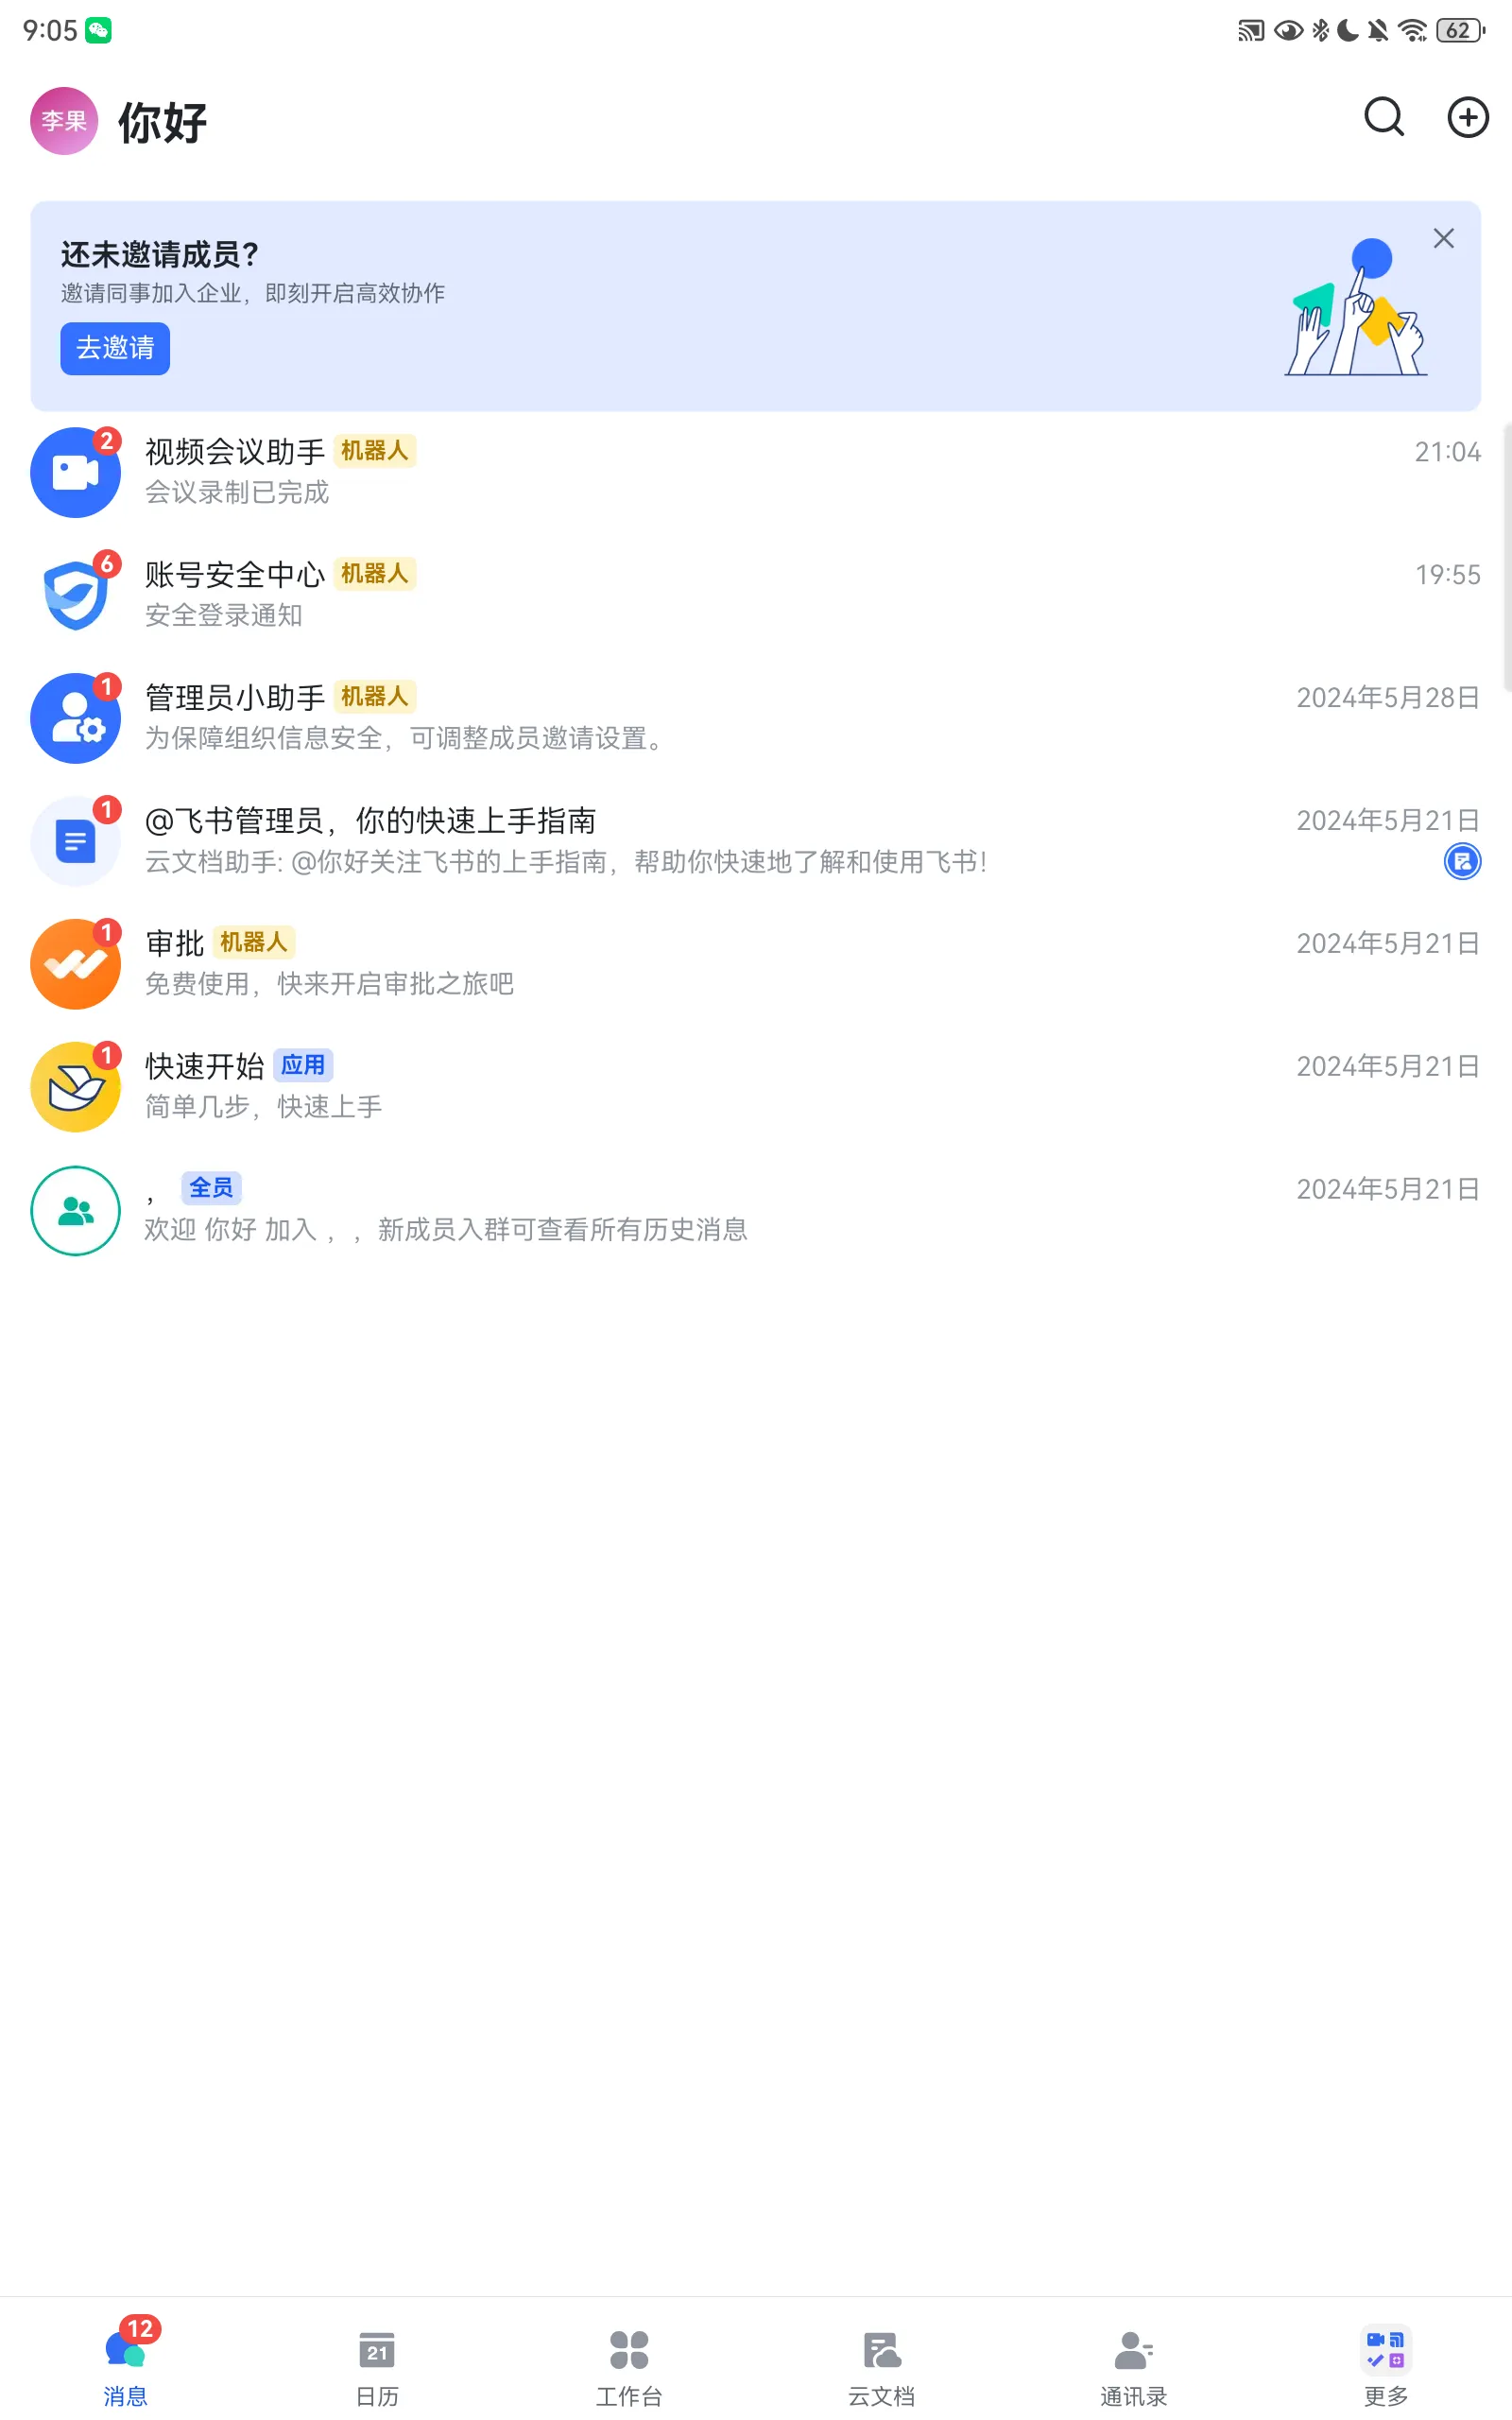 9:05
62
李果 你好
还未邀请成员？
邀请同事加入企业，即刻开启高效协作
去邀请
2
视频会议助手 机器人 21:04
会议录制已完成
6
账号安全中心 机器人 19:55
安全登录通知
1
管理员小助手 机器人 2024年5月28日
为保障组织信息安全，可调整成员邀请设置。
1
@飞书管理员，你的快速上手指南 2024年5月21日
云文档助手: @你好关注飞书的上手指南，帮助你快速地了解和使用飞书！
1
审批 机器人 2024年5月21日
免费使用，快来开启审批之旅吧
1
快速开始 应用 2024年5月21日
简单几步，快速上手
， 全员 2024年5月21日
欢迎 你好 加入 ，，新成员入群可查看所有历史消息
12
21
消息 日历 工作台 云文档 通讯录 更多